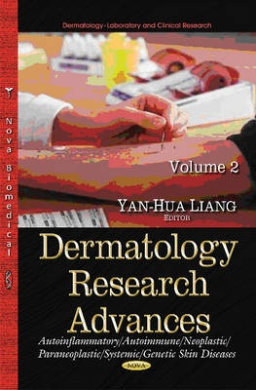 Dermatology - Laboratory and Clinical Research
Volume 2
YAN-HUA LIANG
EDITOR
Nova Biomedical
Dermatology
Research
Advances
Autoinflammatory/Autoimmune/Neoplastic/
Paraneoplastic/Systemic/Genetic Skin Diseases
NOVA